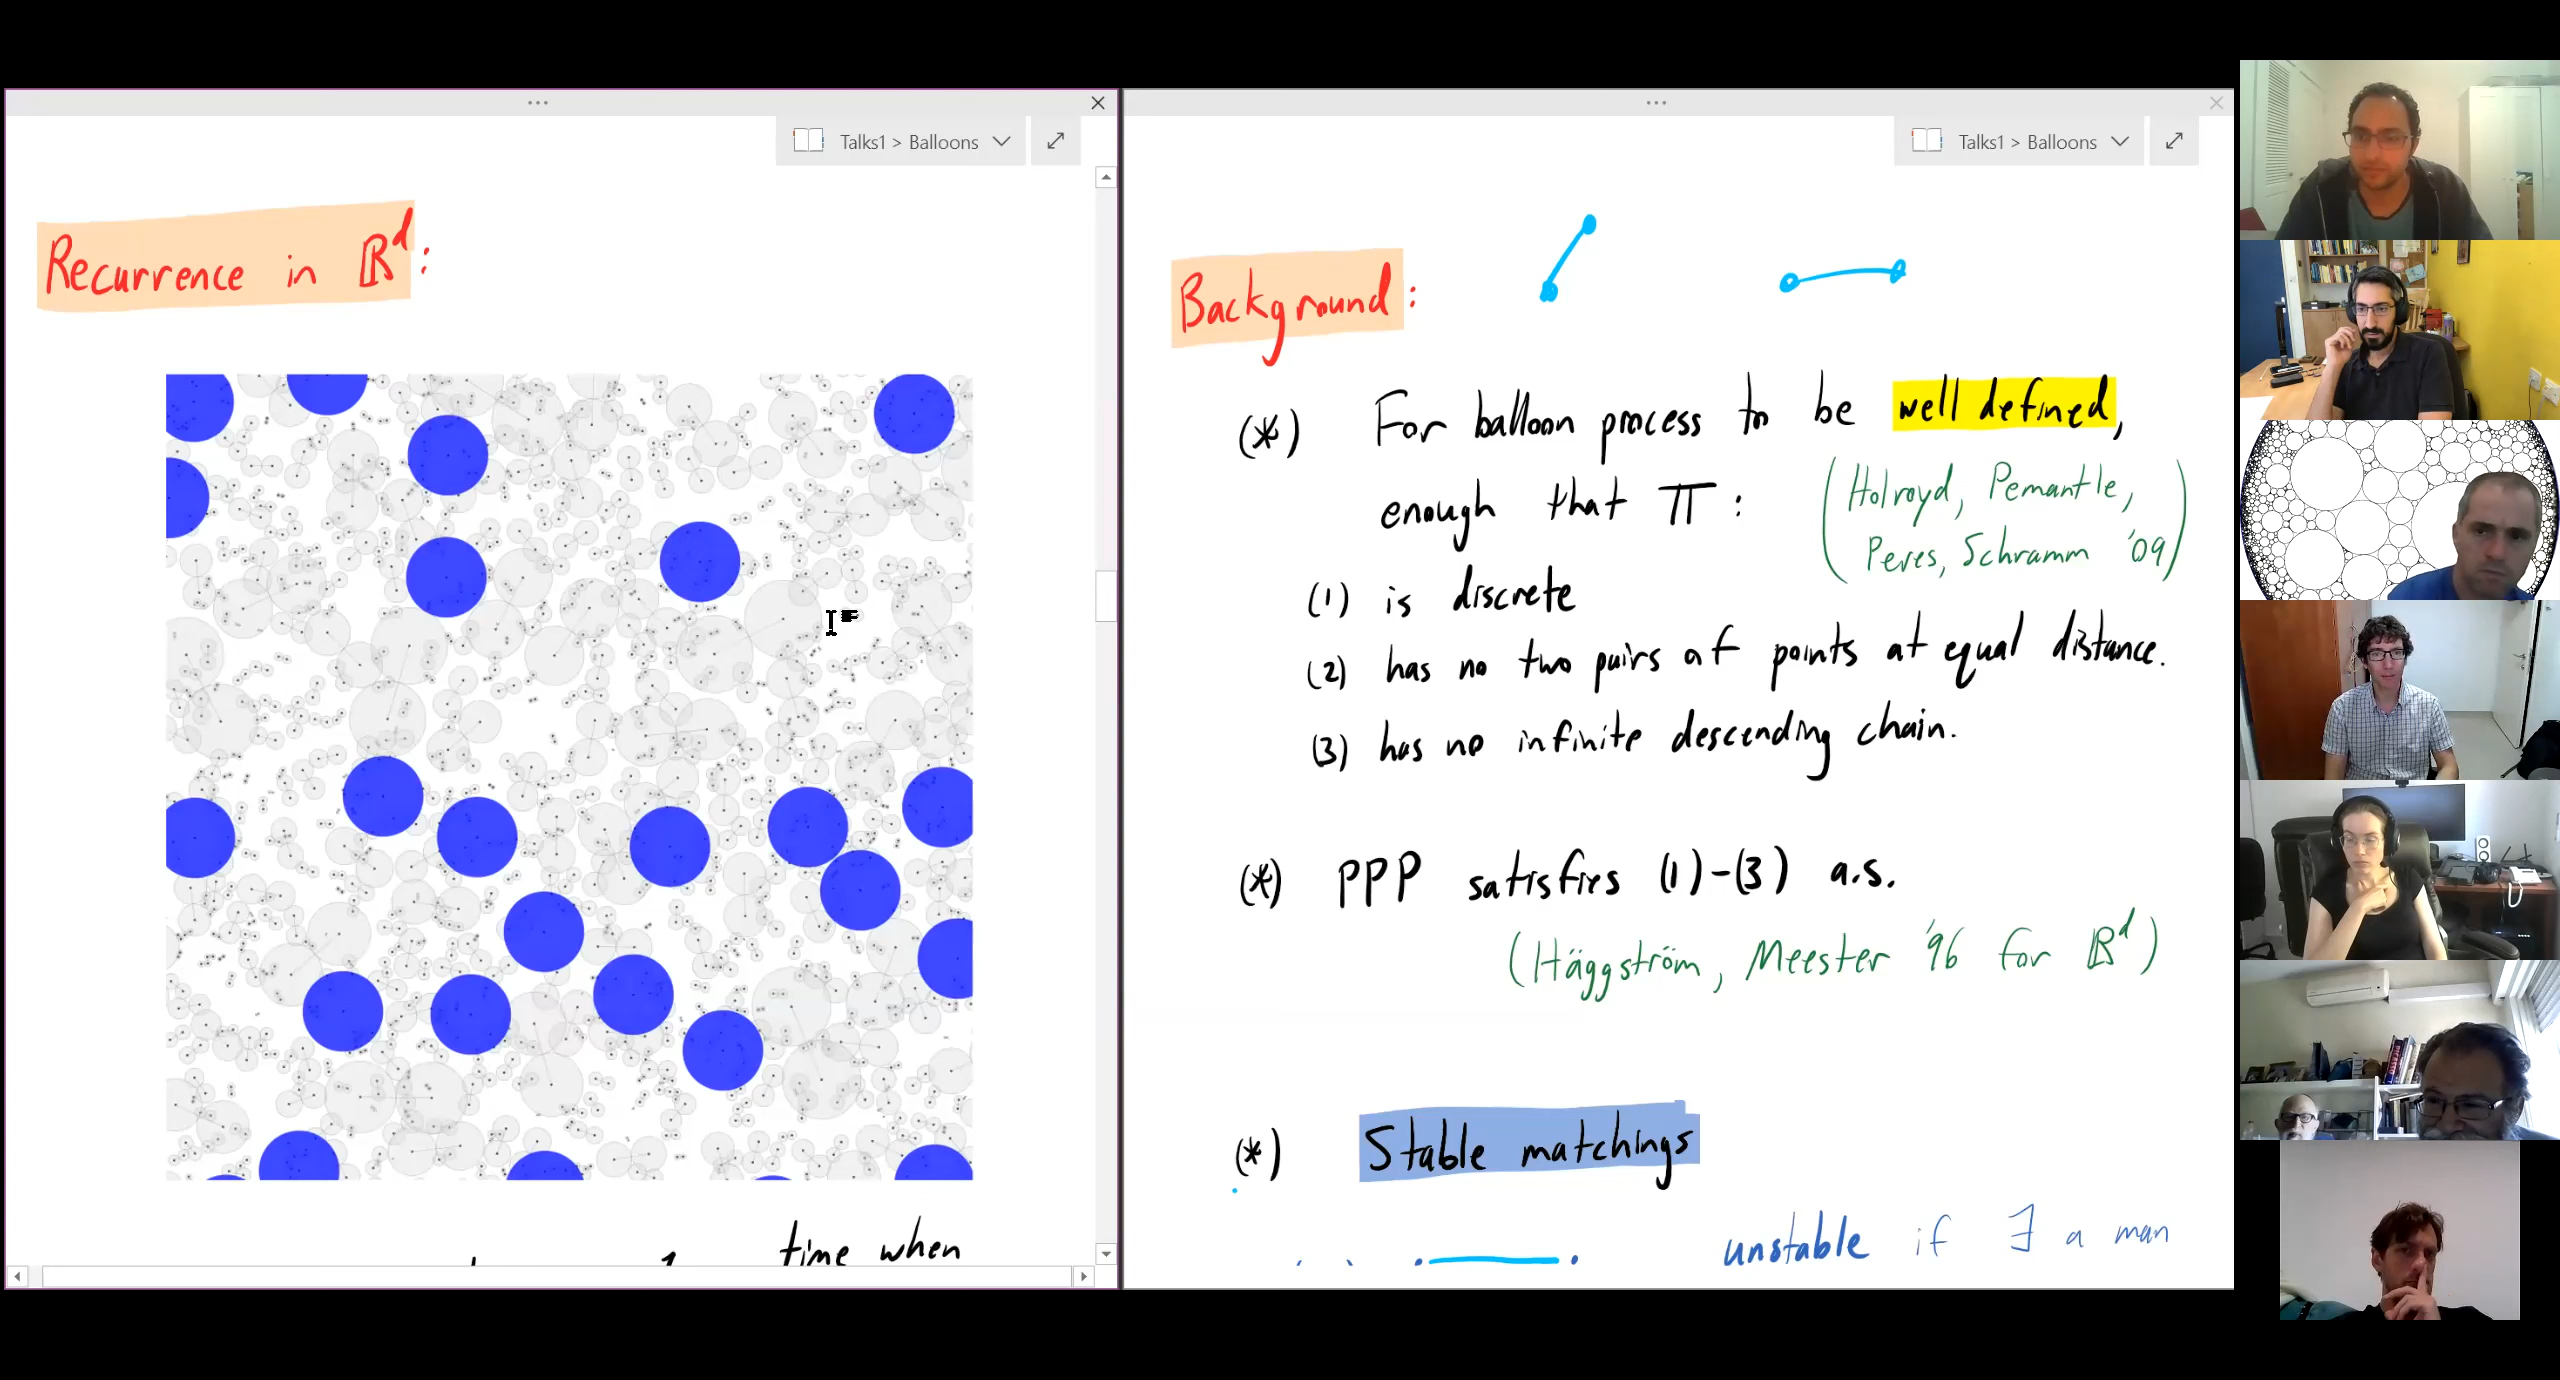 Talks1 > Balloons
Recurrence in ℝᵈ:
time when
Talks1 > Balloons
Background:
(*) For balloon process to be well defined,
enough that Π:
(Holroyd, Pemantle,
Peres, Schramm '09)
(1) is discrete
(2) has no two pairs of points at equal distance.
(3) has no infinite descending chain.
(*) PPP satisfies (1)-(3) a.s.
(Häggström, Meester '96 for ℝᵈ)
(*) Stable matchings
unstable if ∃ a man